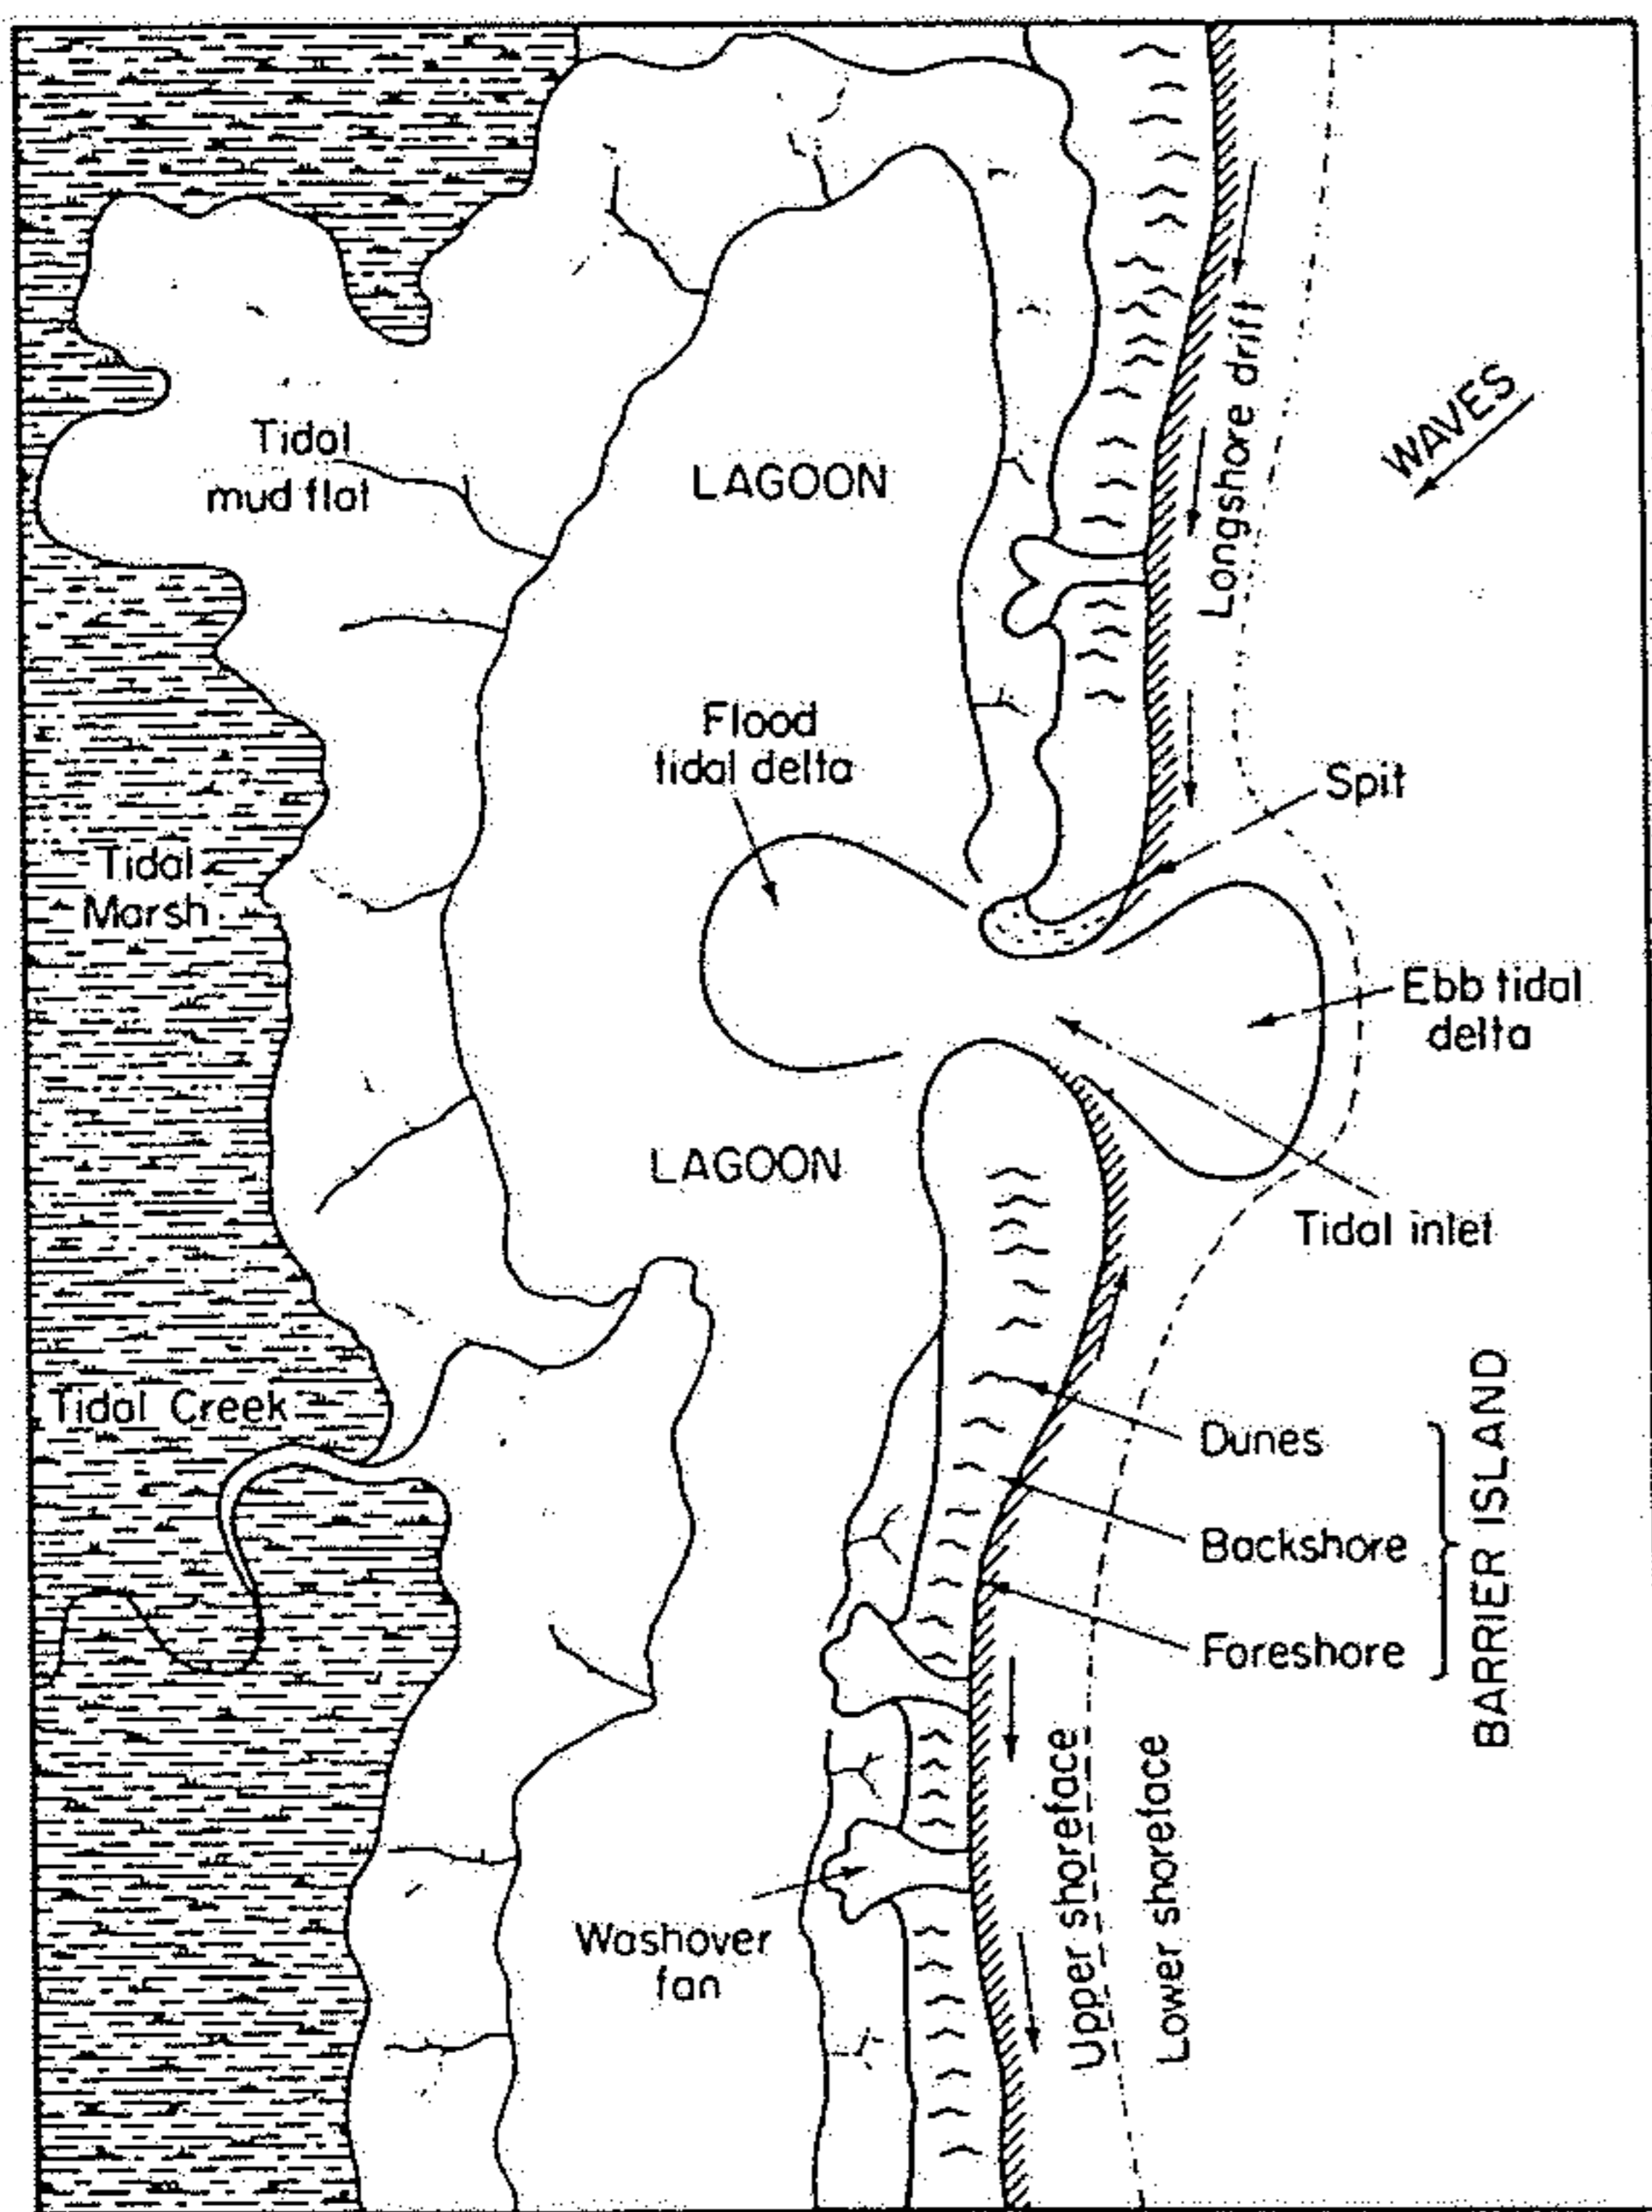 Tidal
mud flat
LAGOON
Longshore drift
WAVES
Flood
tidal delta
Spit
Tidal
Marsh
Ebb tidal
delta
LAGOON
Tidal inlet
Tidal Creek
Dunes
Backshore
Foreshore
BARRIER ISLAND
Upper shoreface
Lower shoreface
Washover
fan